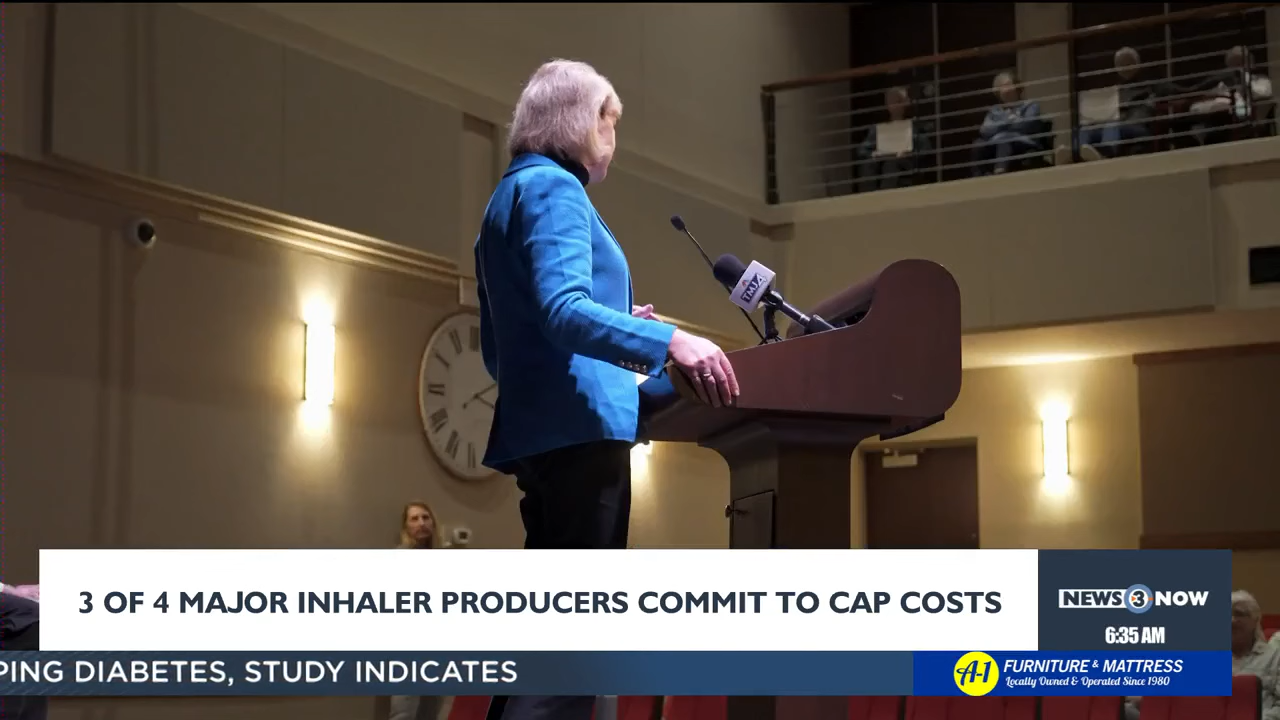 TMJ4
3 OF 4 MAJOR INHALER PRODUCERS COMMIT TO CAP COSTS
NEWS 3 NOW
6:35 AM
PING DIABETES, STUDY INDICATES
A-1 FURNITURE & MATTRESS
Locally Owned & Operated Since 1980